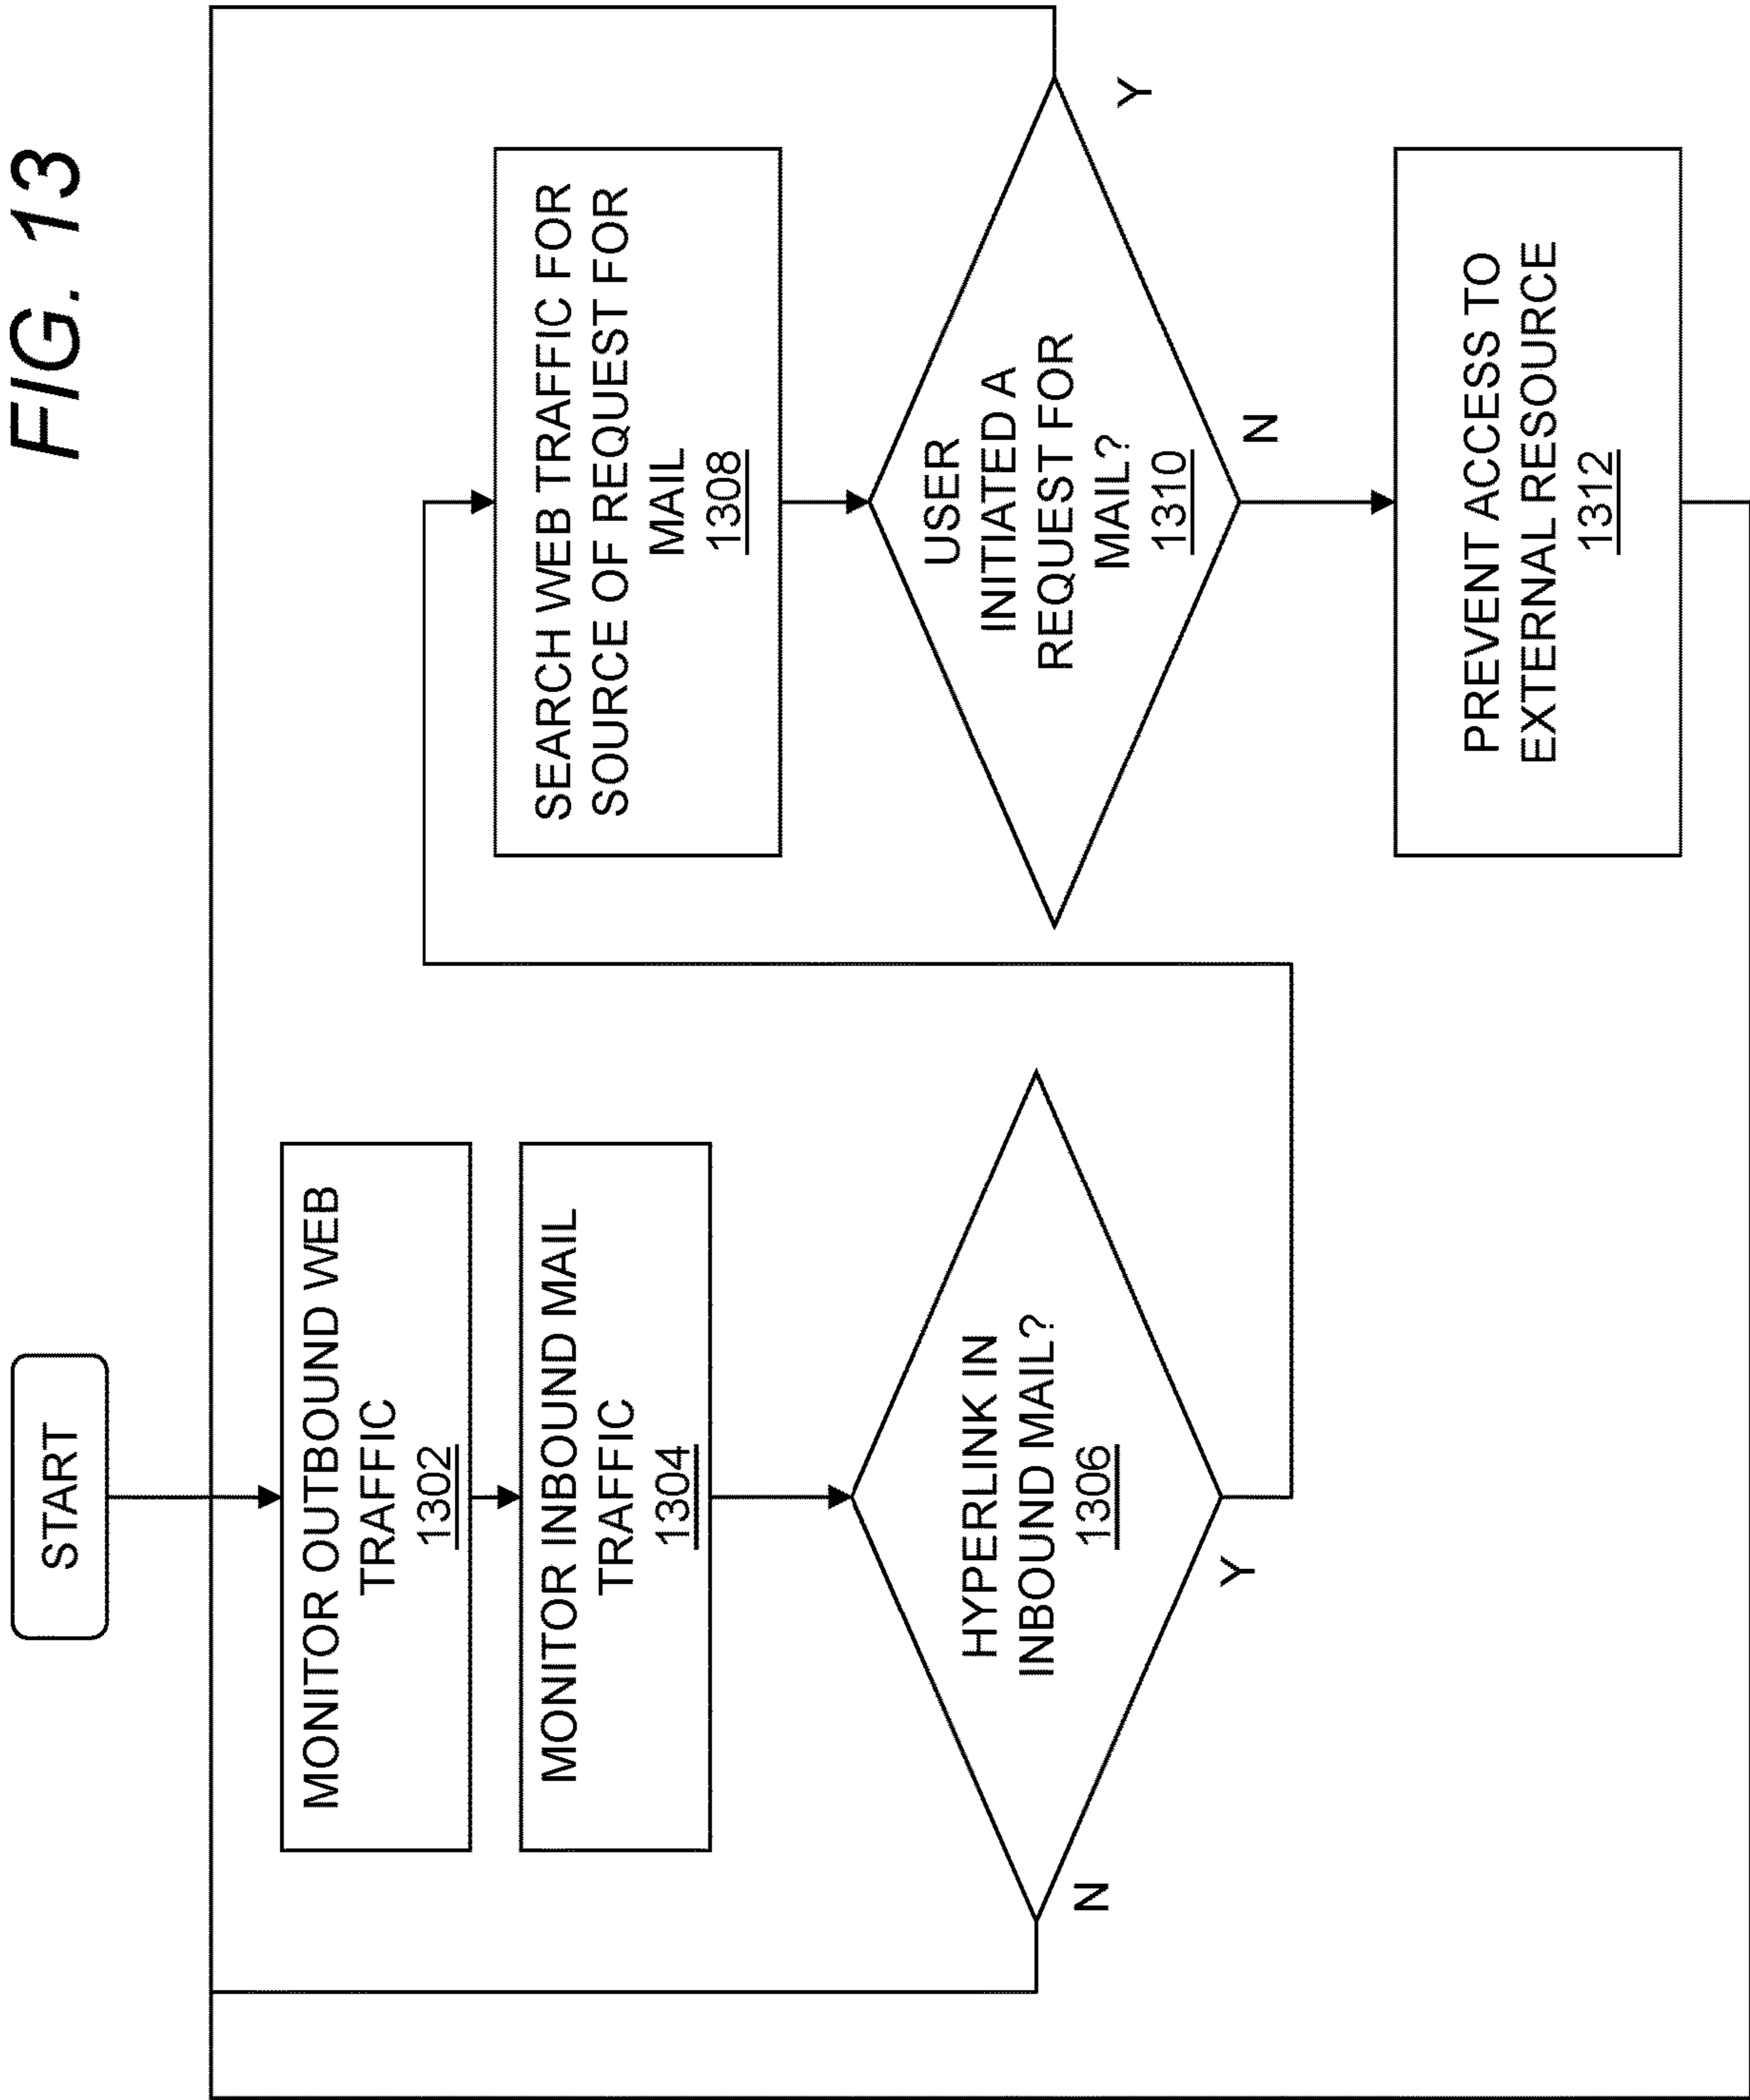 FIG. 13
START
MONITOR OUTBOUND WEB
TRAFFIC
1302
MONITOR INBOUND MAIL
TRAFFIC
1304
HYPERLINK IN
INBOUND MAIL?
1306
N
Y
SEARCH WEB TRAFFIC FOR
SOURCE OF REQUEST FOR
MAIL
1308
USER
INITIATED A
REQUEST FOR
MAIL?
1310
Y
N
PREVENT ACCESS TO
EXTERNAL RESOURCE
1312